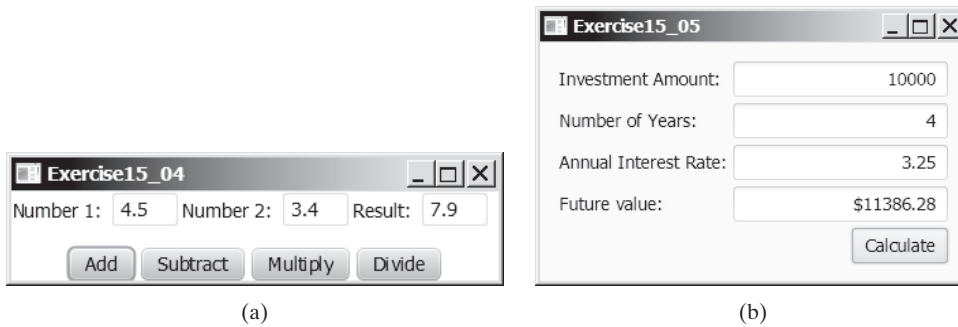 Exercise15_04
Number 1: 4.5 Number 2: 3.4 Result: 7.9
Add Subtract Multiply Divide
(a)
Exercise15_05
Investment Amount: 10000
Number of Years: 4
Annual Interest Rate: 3.25
Future value: $11386.28
Calculate
(b)